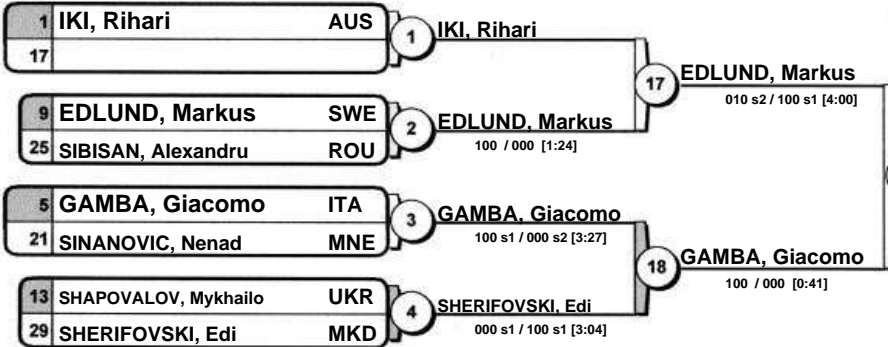 1 IKI, Rihari AUS
17
1
IKI, Rihari
9 EDLUND, Markus SWE
25 SIBISAN, Alexandru ROU
2
EDLUND, Markus
100 / 000 [1:24]
17
EDLUND, Markus
010 s2 / 100 s1 [4:00]
5 GAMBA, Giacomo ITA
21 SINANOVIC, Nenad MNE
3
GAMBA, Giacomo
100 s1 / 000 s2 [3:27]
13 SHAPOVALOV, Mykhailo UKR
29 SHERIFOVSKI, Edi MKD
4
SHERIFOVSKI, Edi
000 s1 / 100 s1 [3:04]
18
GAMBA, Giacomo
100 / 000 [0:41]